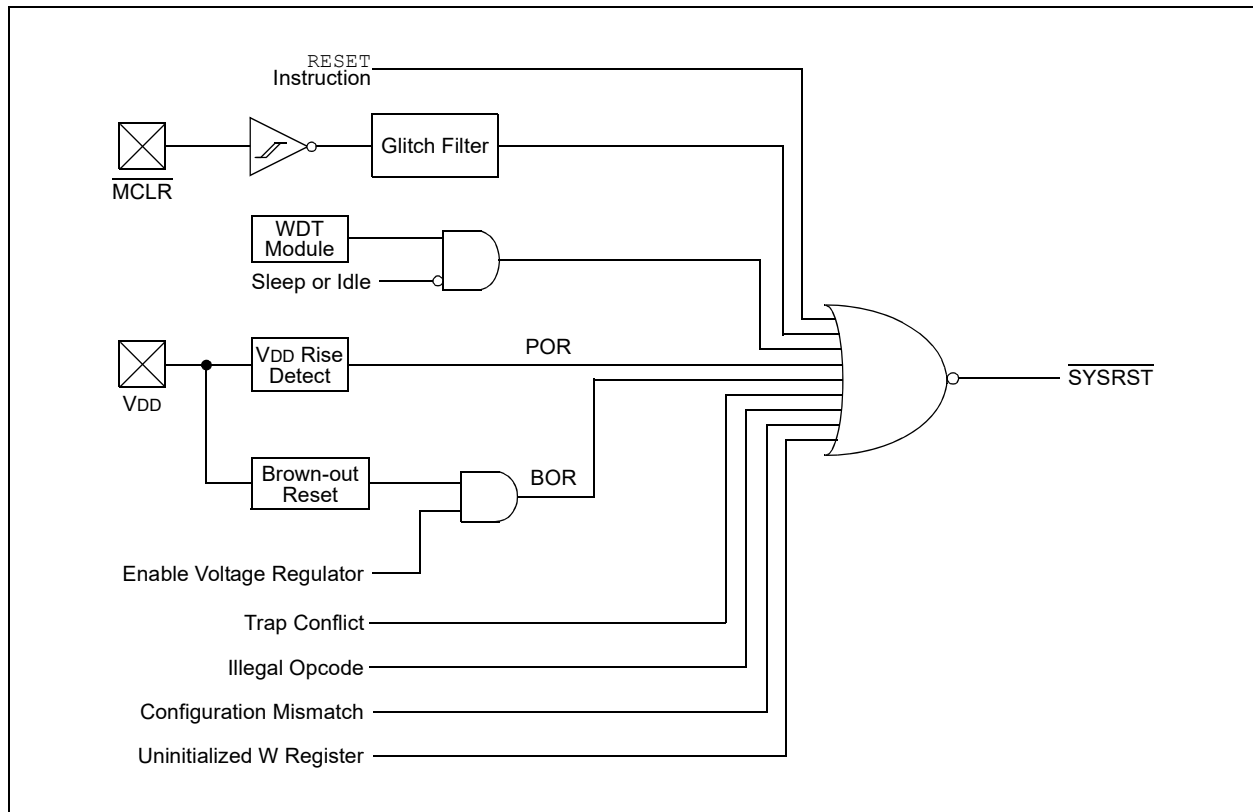 RESET
Instruction
Glitch Filter
MCLR
WDT
Module
Sleep or Idle
VDD Rise
Detect
POR
VDD
SYSRST
Brown-out
Reset
BOR
Enable Voltage Regulator
Trap Conflict
Illegal Opcode
Configuration Mismatch
Uninitialized W Register